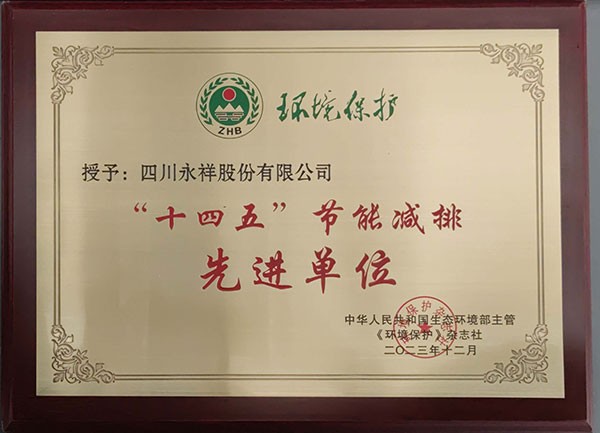 ZHB
环境保护
授予：四川永祥股份有限公司
“十四五”节能减排
先进单位
中华人民共和国生态环境部主管
《环境保护》杂志社
二〇二三年十二月